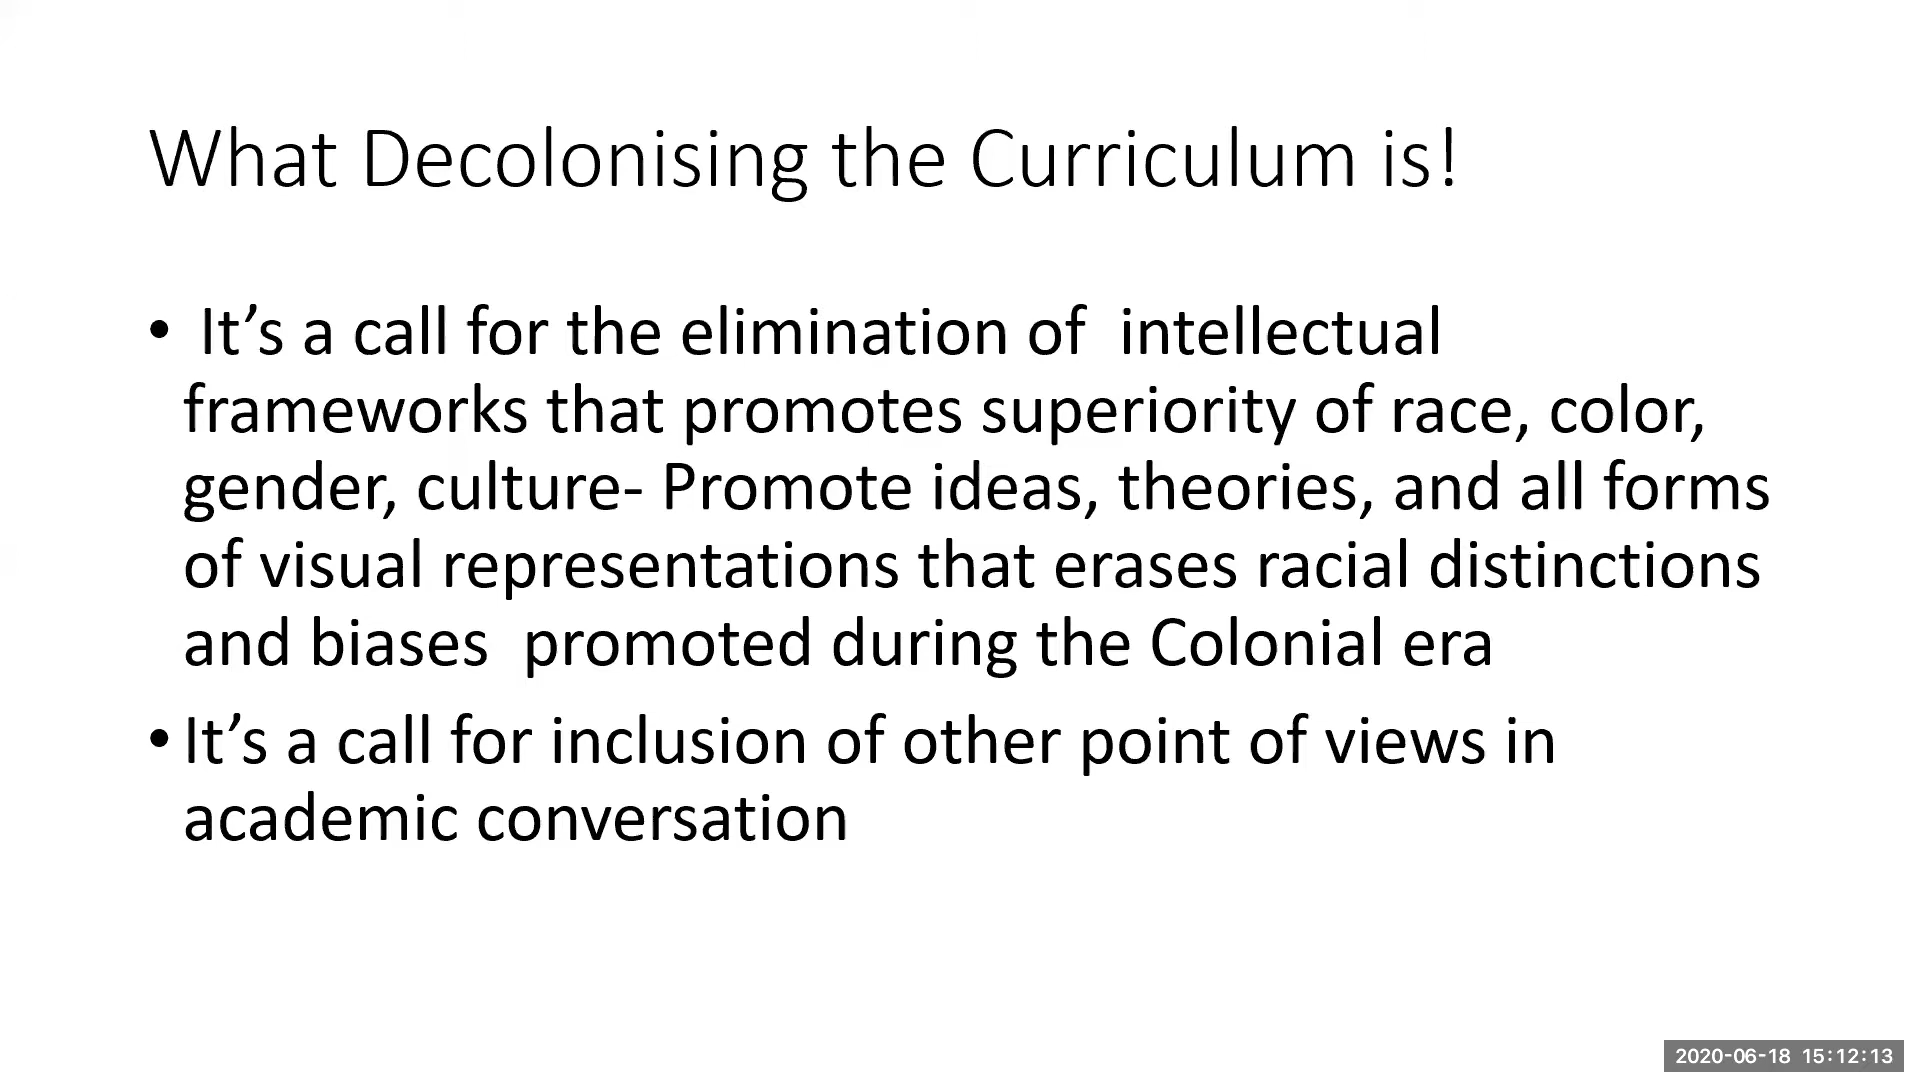 What Decolonising the Curriculum is!
• It’s a call for the elimination of  intellectual
frameworks that promotes superiority of race, color,
gender, culture- Promote ideas, theories, and all forms
of visual representations that erases racial distinctions
and biases  promoted during the Colonial era
• It’s a call for inclusion of other point of views in
academic conversation
2020-06-18 15:12:13